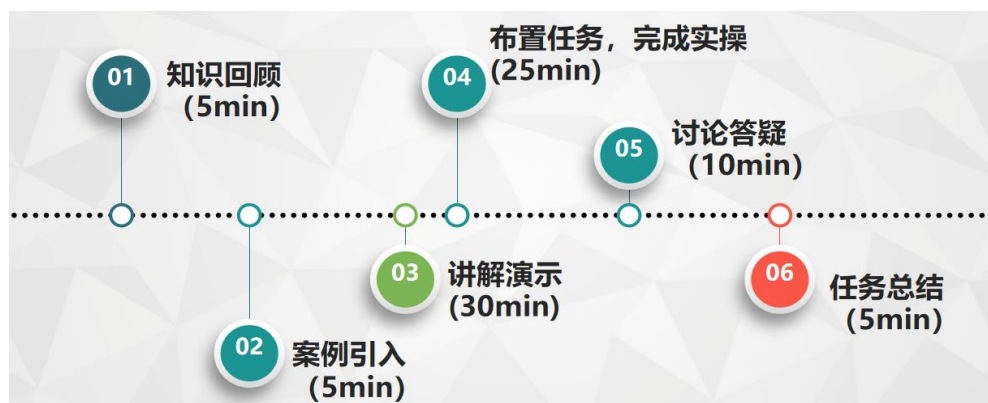 01
知识回顾
（5min）
02
案例引入
（5min）
03
讲解演示
(30min)
04
布置任务，完成实操
(25min)
05
讨论答疑
（10min）
06
任务总结
（5min）